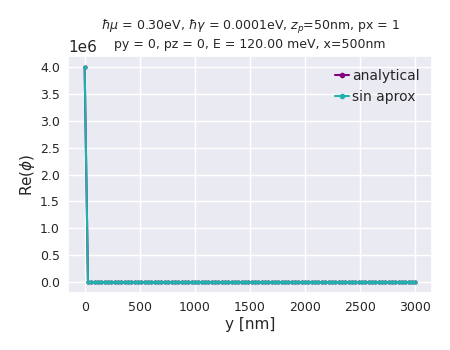 ħμ = 0.30eV, ħγ = 0.0001eV, zₚ=50nm, px = 1
py = 0, pz = 0, E = 120.00 meV, x=500nm
1e6
4.0
3.5
3.0
2.5
2.0
1.5
1.0
0.5
0.0
Re(ϕ)
analytical
sin aprox
0 500 1000 1500 2000 2500 3000
y [nm]